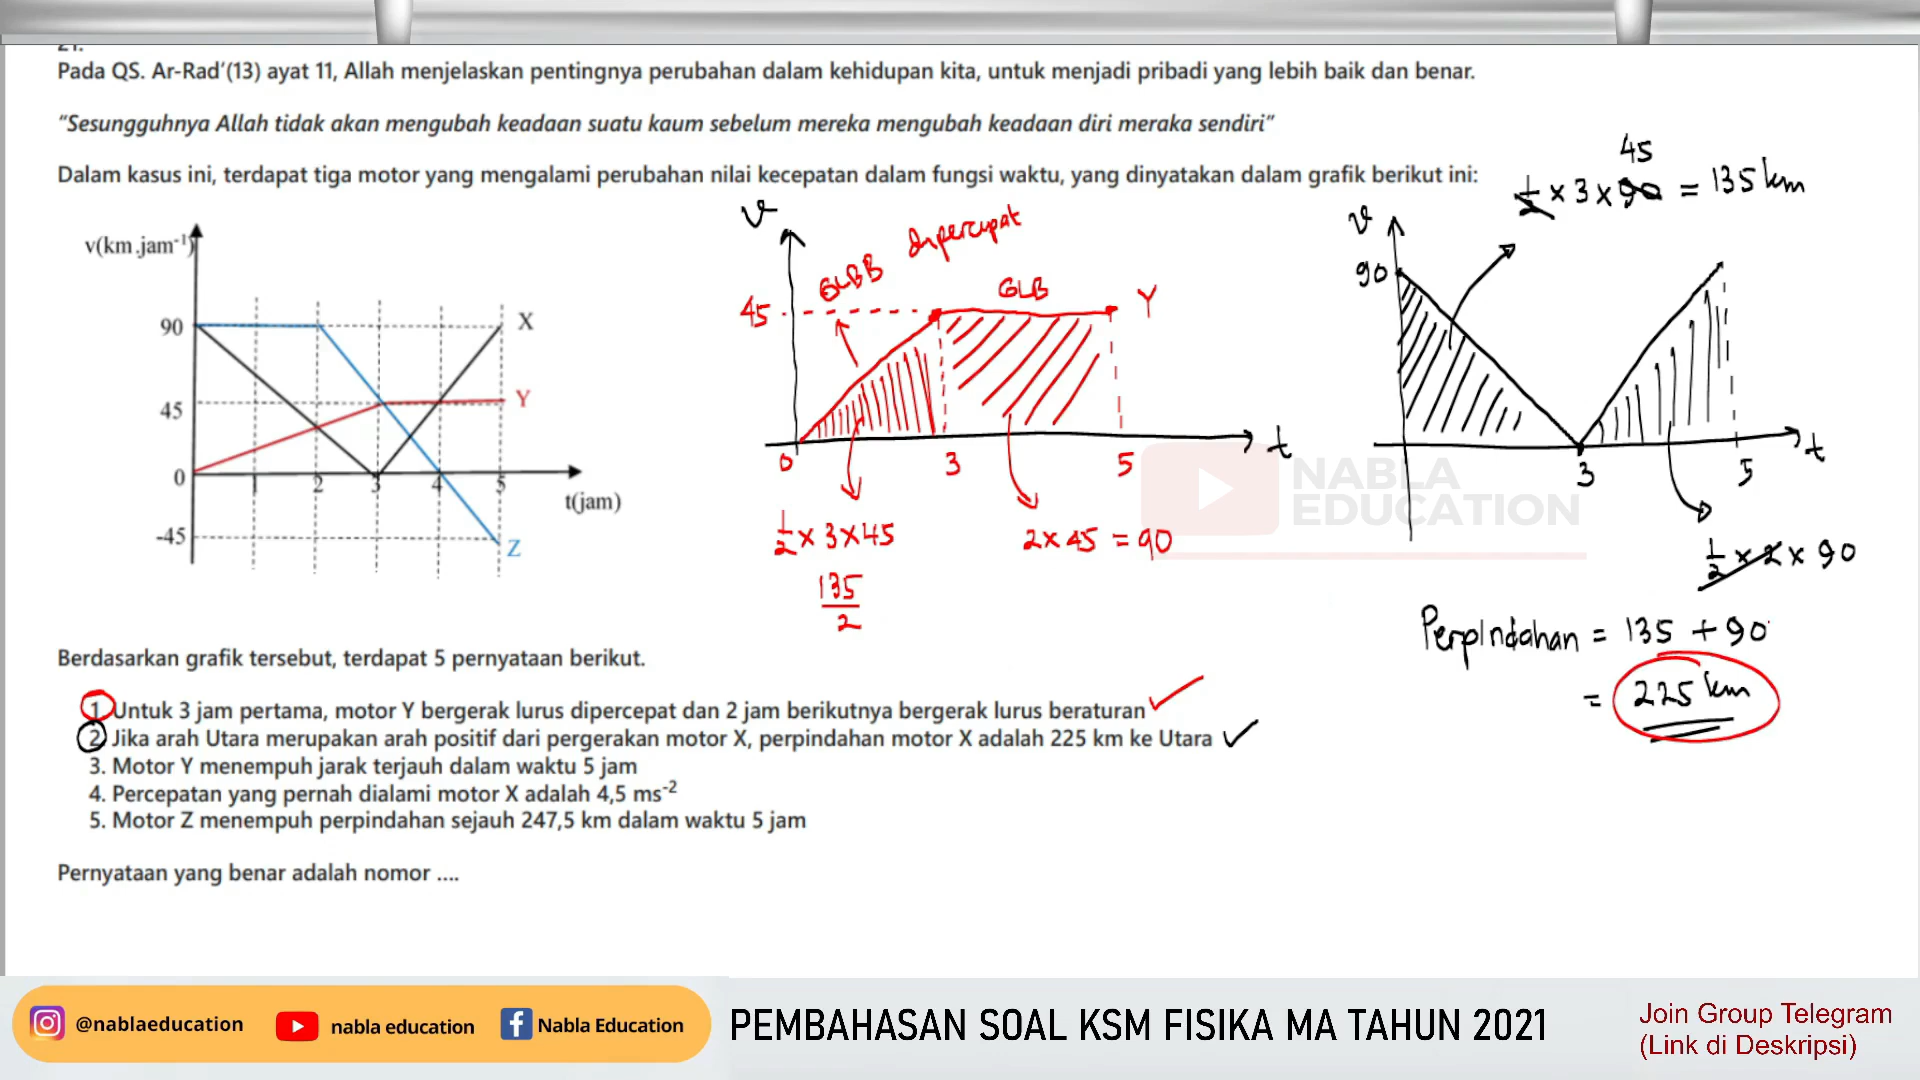 21.
Pada QS. Ar-Rad’(13) ayat 11, Allah menjelaskan pentingnya perubahan dalam kehidupan kita, untuk menjadi pribadi yang lebih baik dan benar.
“Sesungguhnya Allah tidak akan mengubah keadaan suatu kaum sebelum mereka mengubah keadaan diri meraka sendiri”
Dalam kasus ini, terdapat tiga motor yang mengalami perubahan nilai kecepatan dalam fungsi waktu, yang dinyatakan dalam grafik berikut ini:
v(km.jam⁻¹)
90
45
0
-45
1 2 3 4 5
t(jam)
X
Y
Z
v
45
GLBB dipercepat
GLB
Y
0 3 5 t
1/2 × 3 × 45
135/2
2 × 45 = 90
45
1/2 × 3 × 90 = 135 km
v
90
3 5 t
1/2 × 2 × 90
Perpindahan = 135 + 90
= 225 km
NABLA
EDUCATION
Berdasarkan grafik tersebut, terdapat 5 pernyataan berikut.
1. Untuk 3 jam pertama, motor Y bergerak lurus dipercepat dan 2 jam berikutnya bergerak lurus beraturan
2. Jika arah Utara merupakan arah positif dari pergerakan motor X, perpindahan motor X adalah 225 km ke Utara
3. Motor Y menempuh jarak terjauh dalam waktu 5 jam
4. Percepatan yang pernah dialami motor X adalah 4,5 ms⁻²
5. Motor Z menempuh perpindahan sejauh 247,5 km dalam waktu 5 jam
Pernyataan yang benar adalah nomor ....
@nablaeducation
nabla education
Nabla Education
PEMBAHASAN SOAL KSM FISIKA MA TAHUN 2021
Join Group Telegram
(Link di Deskripsi)